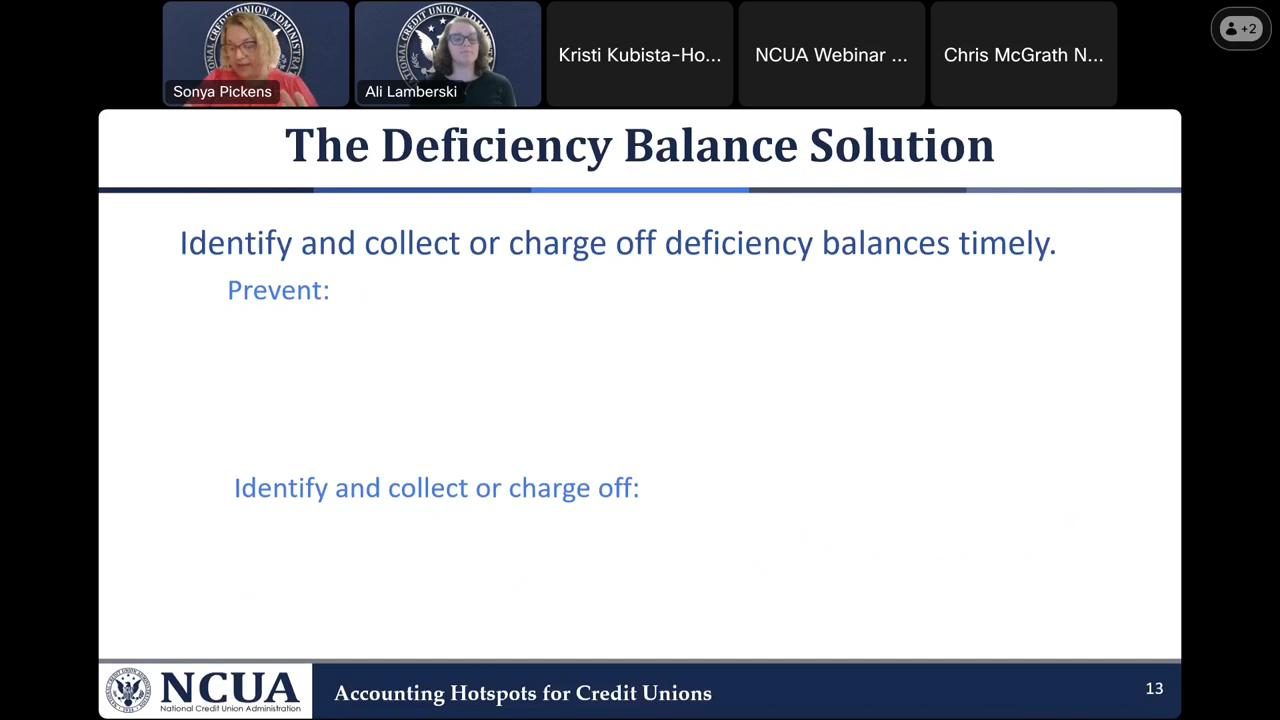 Sonya Pickens
Ali Lamberski
Kristi Kubista-Ho...
NCUA Webinar ...
Chris McGrath N...
+2
The Deficiency Balance Solution
Identify and collect or charge off deficiency balances timely.
Prevent:
Identify and collect or charge off:
NCUA
National Credit Union Administration
Accounting Hotspots for Credit Unions
13